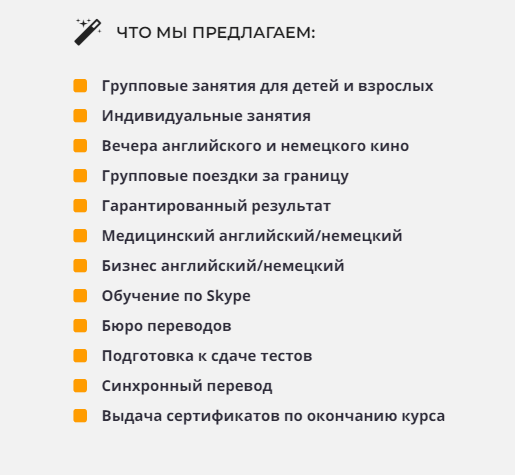 ЧТО МЫ ПРЕДЛАГАЕМ:
Групповые занятия для детей и взрослых
Индивидуальные занятия
Вечера английского и немецкого кино
Групповые поездки за границу
Гарантированный результат
Медицинский английский/немецкий
Бизнес английский/немецкий
Обучение по Skype
Бюро переводов
Подготовка к сдаче тестов
Синхронный перевод
Выдача сертификатов по окончанию курса